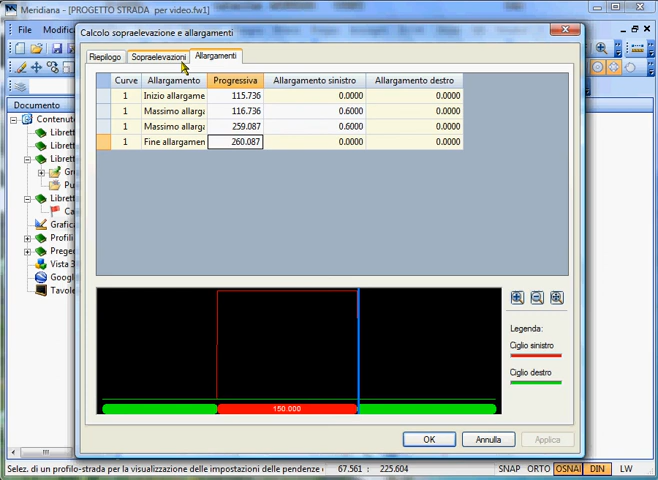 Meridiana - [PROGETTO STRADA per video.fw1]
File Modific
Calcolo sopraelevazione e allargamenti
Riepilogo Sopraelevazioni Allargamenti
Documento
Contenuto
Librett
Librett
Librett
Gr
Pu
Librett
Ca
Grafica
Profili
Preger
Vista 3
Googl
Tavole
Curve Allargamento Progressiva Allargamento sinistro Allargamento destro
1 Inizio allargame 115.736 0.0000 0.0000
1 Massimo allarga 116.736 0.6000 0.0000
1 Massimo allarga 259.087 0.6000 0.0000
1 Fine allargamen 260.087 0.0000 0.0000
150.000
Legenda:
Ciglio sinistro
Ciglio destro
OK Annulla Applica
Selez. di un profilo-strada per la visualizzazione delle impostazioni delle pendenze 67.561 : 225.604 SNAP ORTO OSNAP DIN LW